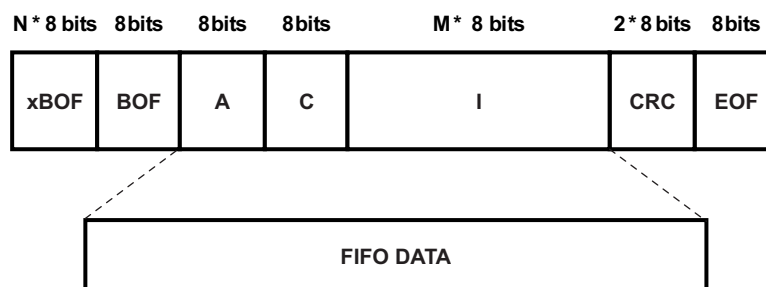 N * 8 bits 8bits 8bits 8bits M * 8 bits 2 * 8 bits 8bits
xBOF BOF A C I CRC EOF
FIFO DATA